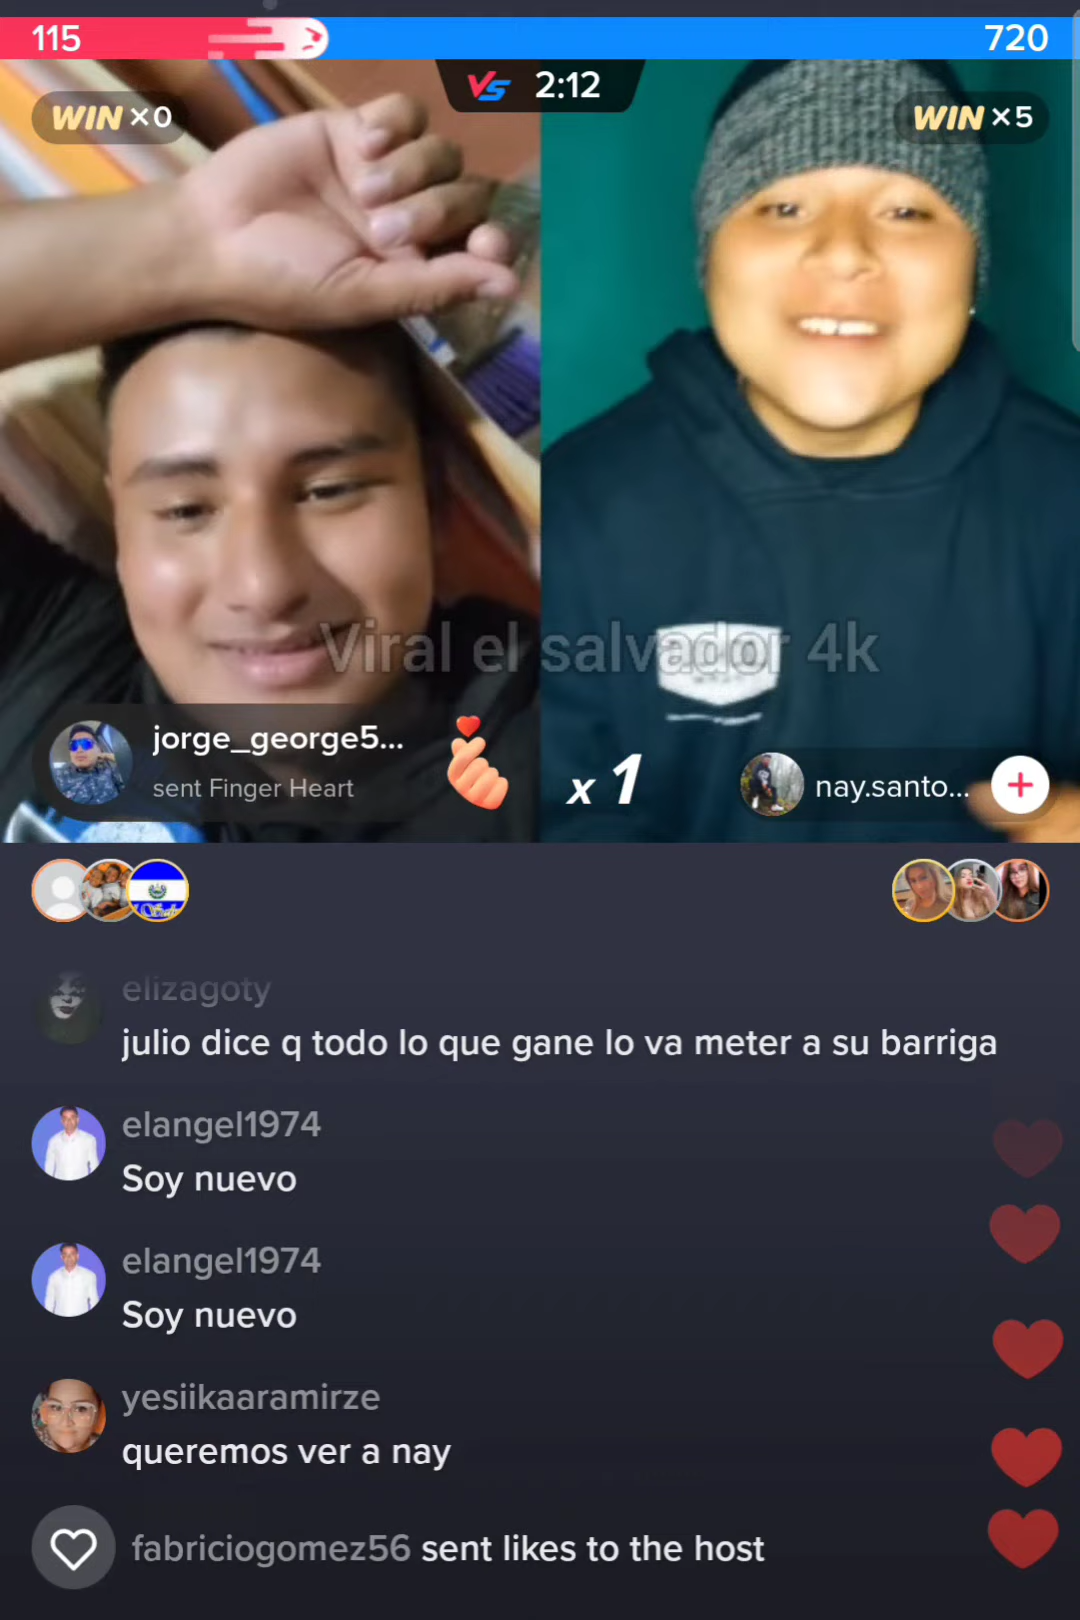 115
720
VS 2:12
WIN ×0
WIN ×5
Viral el salvador 4k
jorge_george5...
sent Finger Heart
x 1
nay.santo...
elizagoty
julio dice q todo lo que gane lo va meter a su barriga
elangel1974
Soy nuevo
elangel1974
Soy nuevo
yesiikaaramirze
queremos ver a nay
fabriciogomez56 sent likes to the host